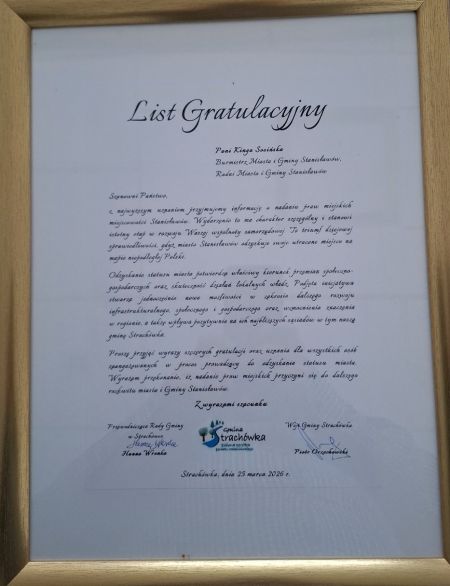 List Gratulacyjny
Pani Kinga Sosińska
Burmistrz Miasta i Gminy Stanisławów,
Radni Miasta i Gminy Stanisławów
Szanowni Państwo,
z najwyższym uznaniem przyjmujemy informację o nadaniu praw miejskich
miejscowości Stanisławów. Wydarzenie to ma charakter szczególny i stanowi
istotny etap w rozwoju Waszej wspólnoty samorządowej. To triumf dziejowej
sprawiedliwości, gdyż miasto Stanisławów odzyskuje swoje utracone miejsce na
mapie niepodległej Polski.
Odzyskanie statusu miasta potwierdza właściwy kierunek przemian społeczno-
gospodarczych oraz skuteczność działań lokalnych władz. Podjęta inicjatywa
stwarza jednocześnie nowe możliwości w zakresie dalszego rozwoju
infrastrukturalnego, społecznego i gospodarczego oraz wzmocnienia znaczenia
w regionie, a także wpływa pozytywnie na ich najbliższych sąsiadów w tym naszą
gminę Strachówka.
Proszę przyjąć wyrazy szczerych gratulacji oraz uznania dla wszystkich osób
zaangażowanych w proces prowadzący do odzyskania statusu miasta.
Wyrażam przekonanie, iż nadanie praw miejskich przyczyni się do dalszego
rozkwitu miasta i Gminy Stanisławów.
Z wyrazami szacunku
Przewodnicząca Rady Gminy
w Strachówce
Hanna Wronka
gmina
Strachówka
Wójt Gminy Strachówka
Piotr Orzechowski
Strachówka, dnia 25 marca 2026 r.